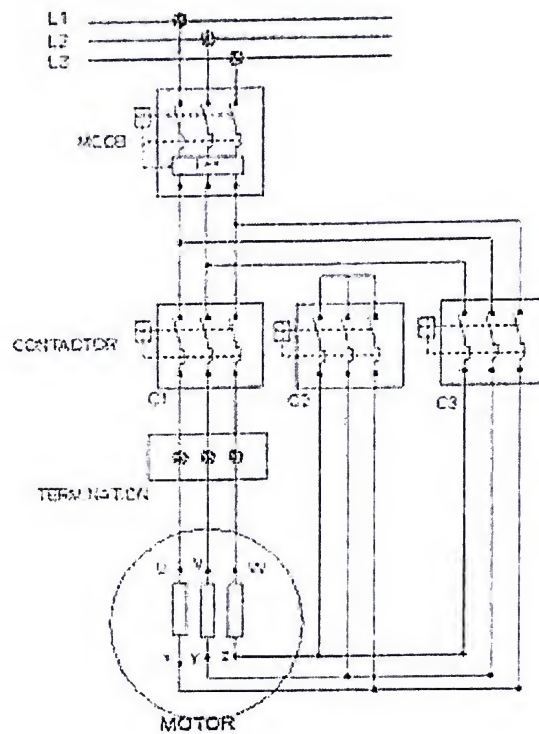 L1
L2
L3
MCCB
CONTACTOR
C1
C2
C3
TERMINATION
U V W
X Y Z
MOTOR